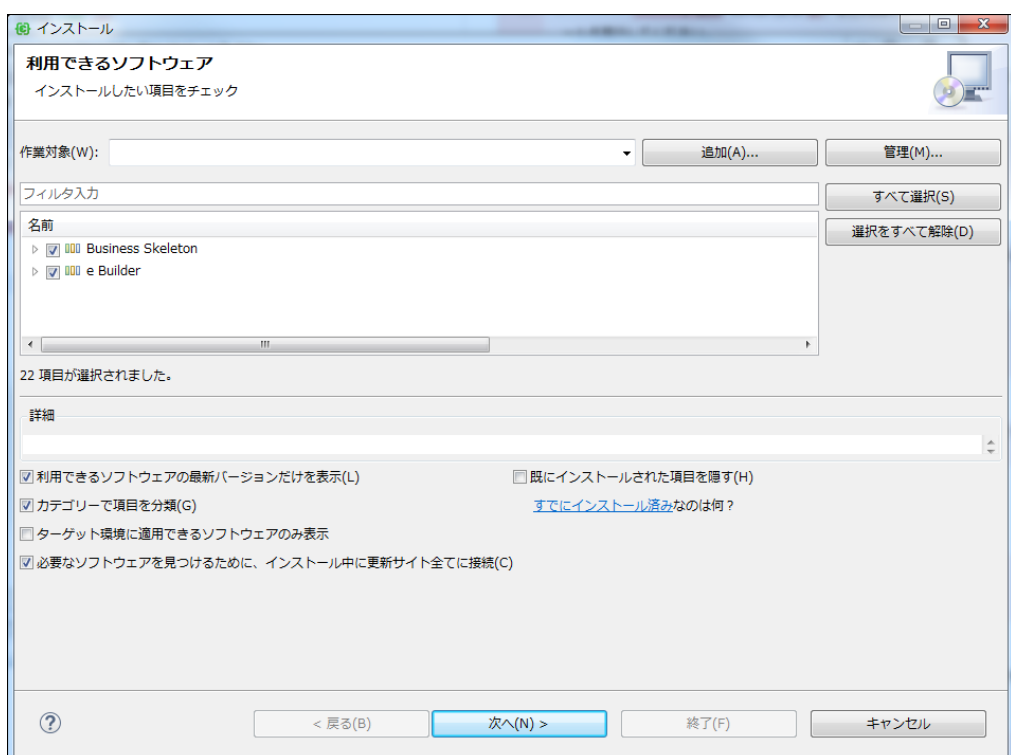 インストール
利用できるソフトウェア
インストールしたい項目をチェック
作業対象(W):
追加(A)...
管理(M)...
フィルタ入力
すべて選択(S)
名前
選択をすべて解除(D)
Business Skeleton
e Builder
22 項目が選択されました。
詳細
利用できるソフトウェアの最新バージョンだけを表示(L)
既にインストールされた項目を隠す(H)
カテゴリーで項目を分類(G)
すでにインストール済みなのは何？
ターゲット環境に適用できるソフトウェアのみ表示
必要なソフトウェアを見つけるために、インストール中に更新サイト全てに接続(C)
< 戻る(B)
次へ(N) >
終了(F)
キャンセル